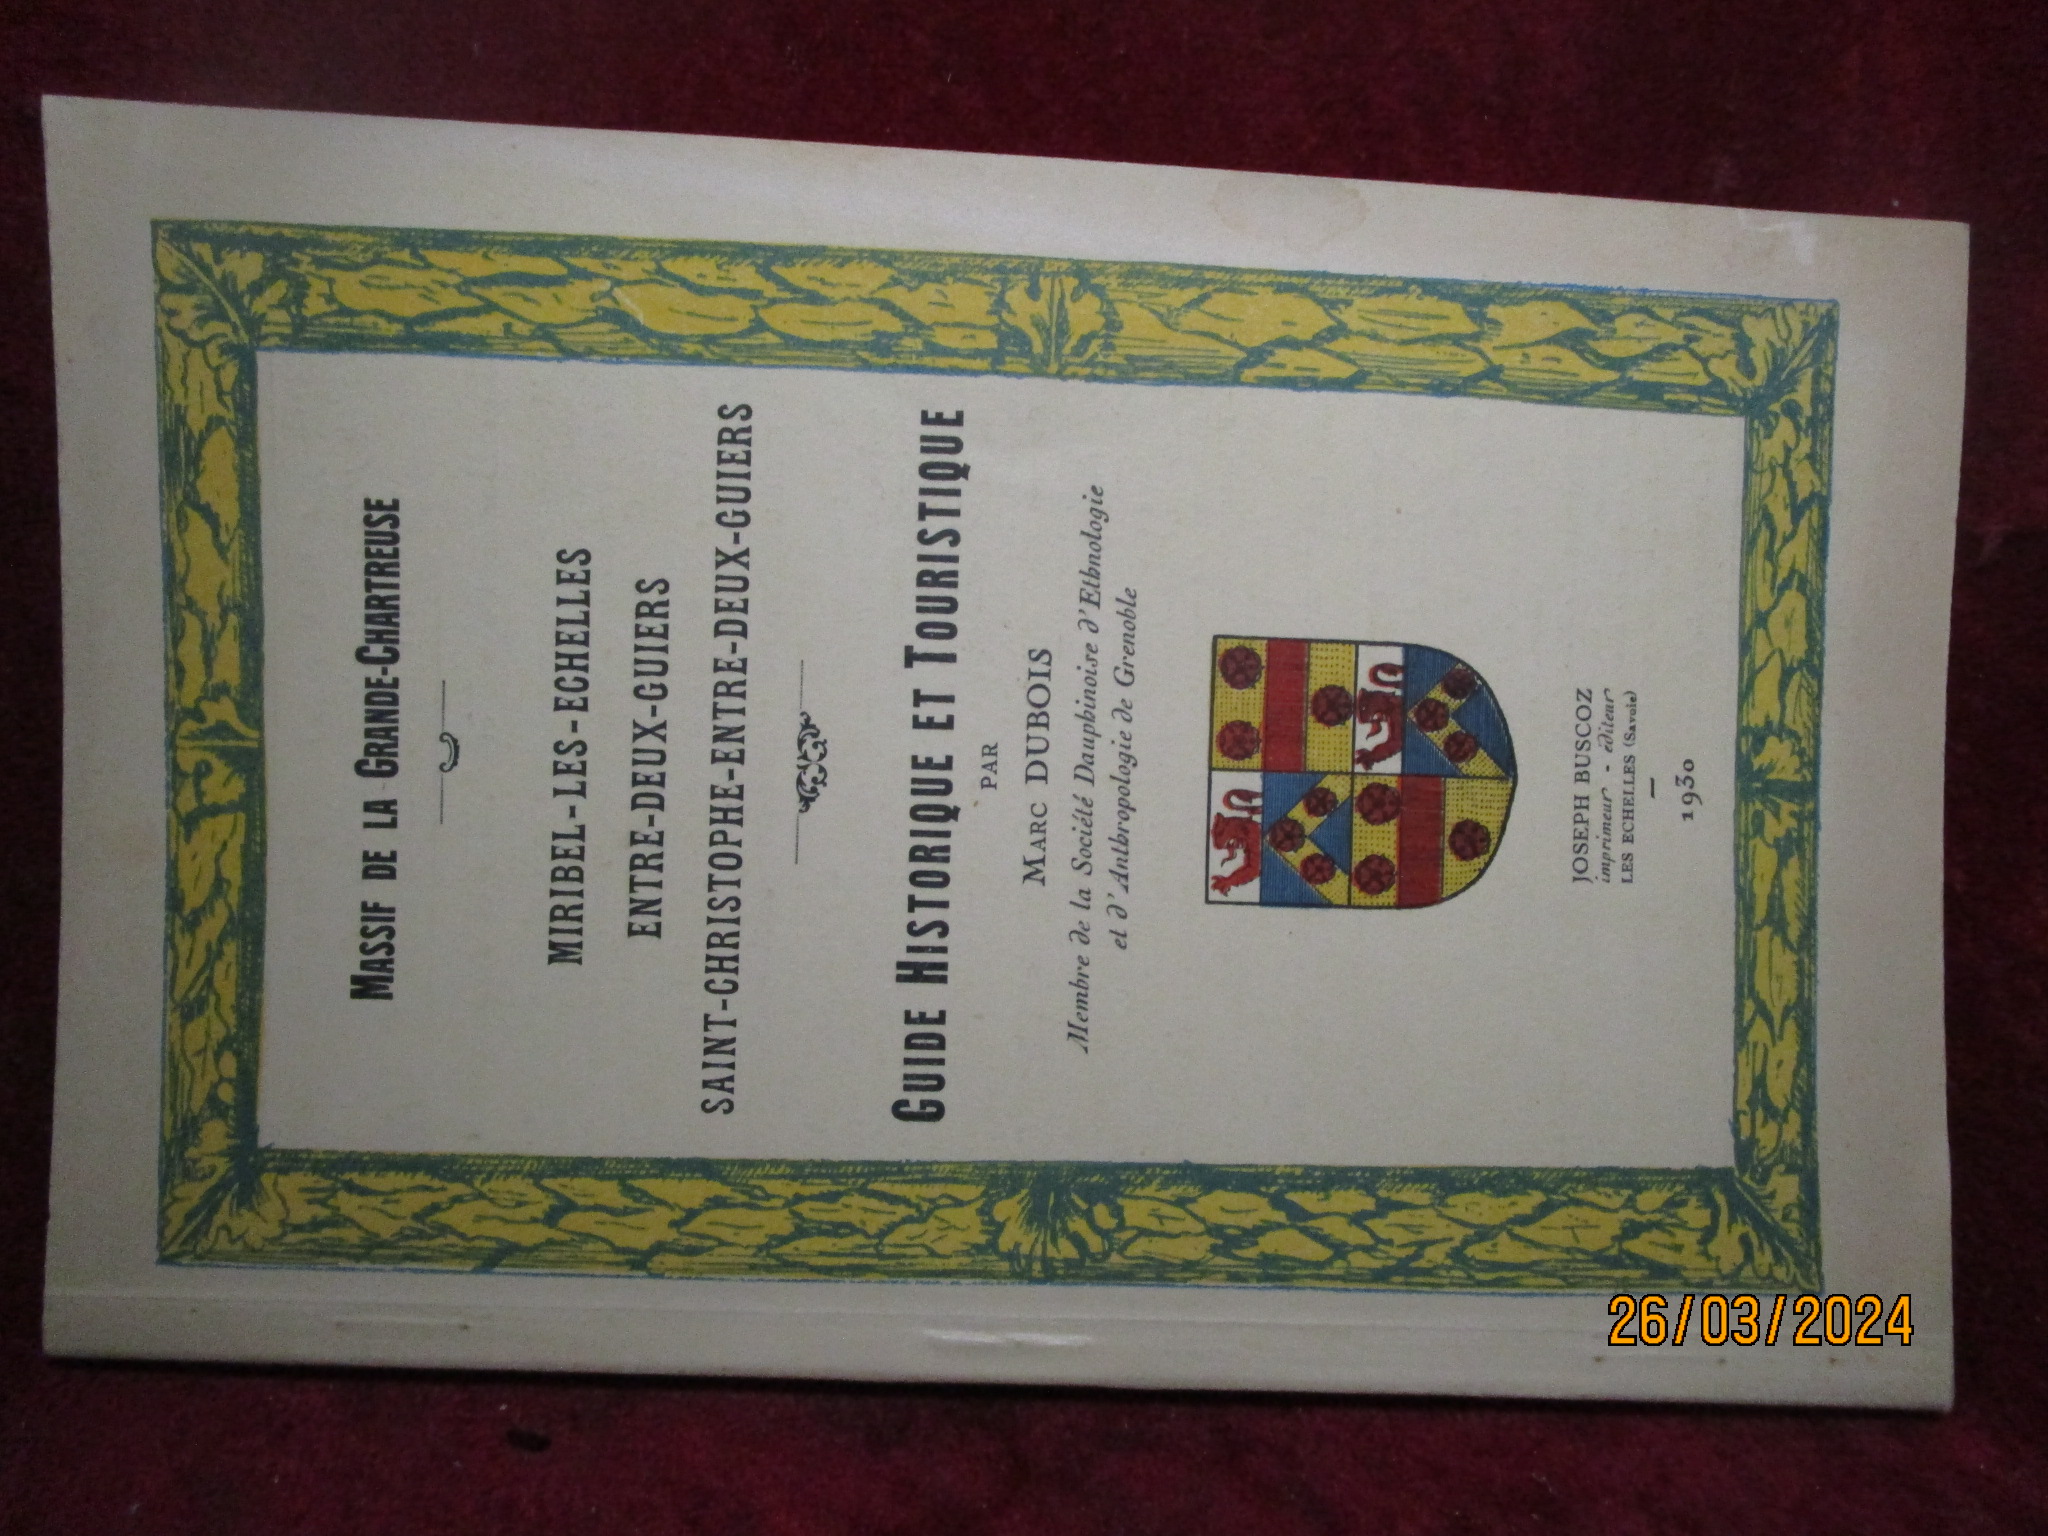 MASSIF DE LA GRANDE-CHARTREUSE
MIRIBEL-LES-ECHELLES
ENTRE-DEUX-GUIERS
SAINT-CHRISTOPHE-ENTRE-DEUX-GUIERS
GUIDE HISTORIQUE ET TOURISTIQUE
PAR
MARC DUBOIS
Membre de la Société Dauphinoise d'Ethnologie
et d'Anthropologie de Grenoble
JOSEPH BUSCOZ
imprimeur - éditeur
LES ECHELLES (Savoie)
—
1930
26/03/2024